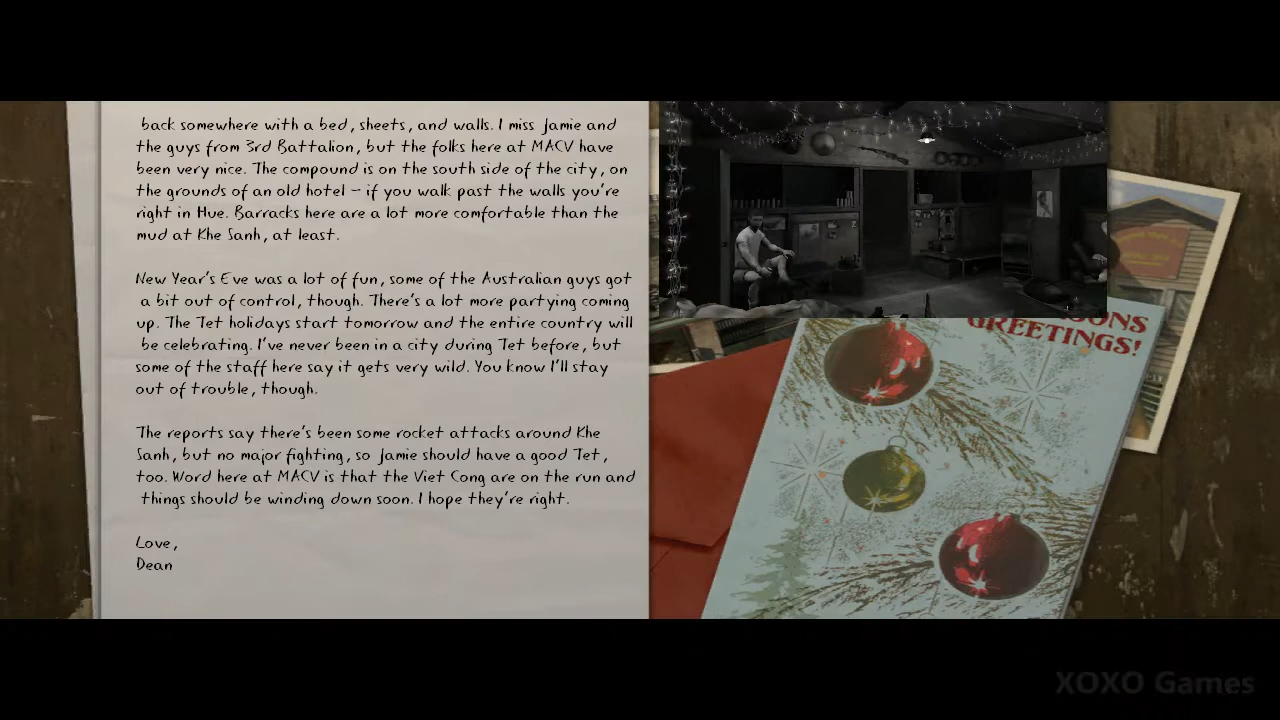 back somewhere with a bed, sheets, and walls. I miss Jamie and
the guys from 3rd Battalion, but the folks here at MACV have
been very nice. The compound is on the south side of the city, on
the grounds of an old hotel – if you walk past the walls you're
right in Hue. Barracks here are a lot more comfortable than the
mud at Khe Sanh, at least.
New Year's Eve was a lot of fun, some of the Australian guys got
a bit out of control, though. There's a lot more partying coming
up. The Tet holidays start tomorrow and the entire country will
be celebrating. I've never been in a city during Tet before, but
some of the staff here say it gets very wild. You know I'll stay
out of trouble, though.
The reports say there's been some rocket attacks around Khe
Sanh, but no major fighting, so Jamie should have a good Tet,
too. Word here at MACV is that the Viet Cong are on the run and
things should be winding down soon. I hope they're right.
Love,
Dean
GREETINGS!
XOXO Games